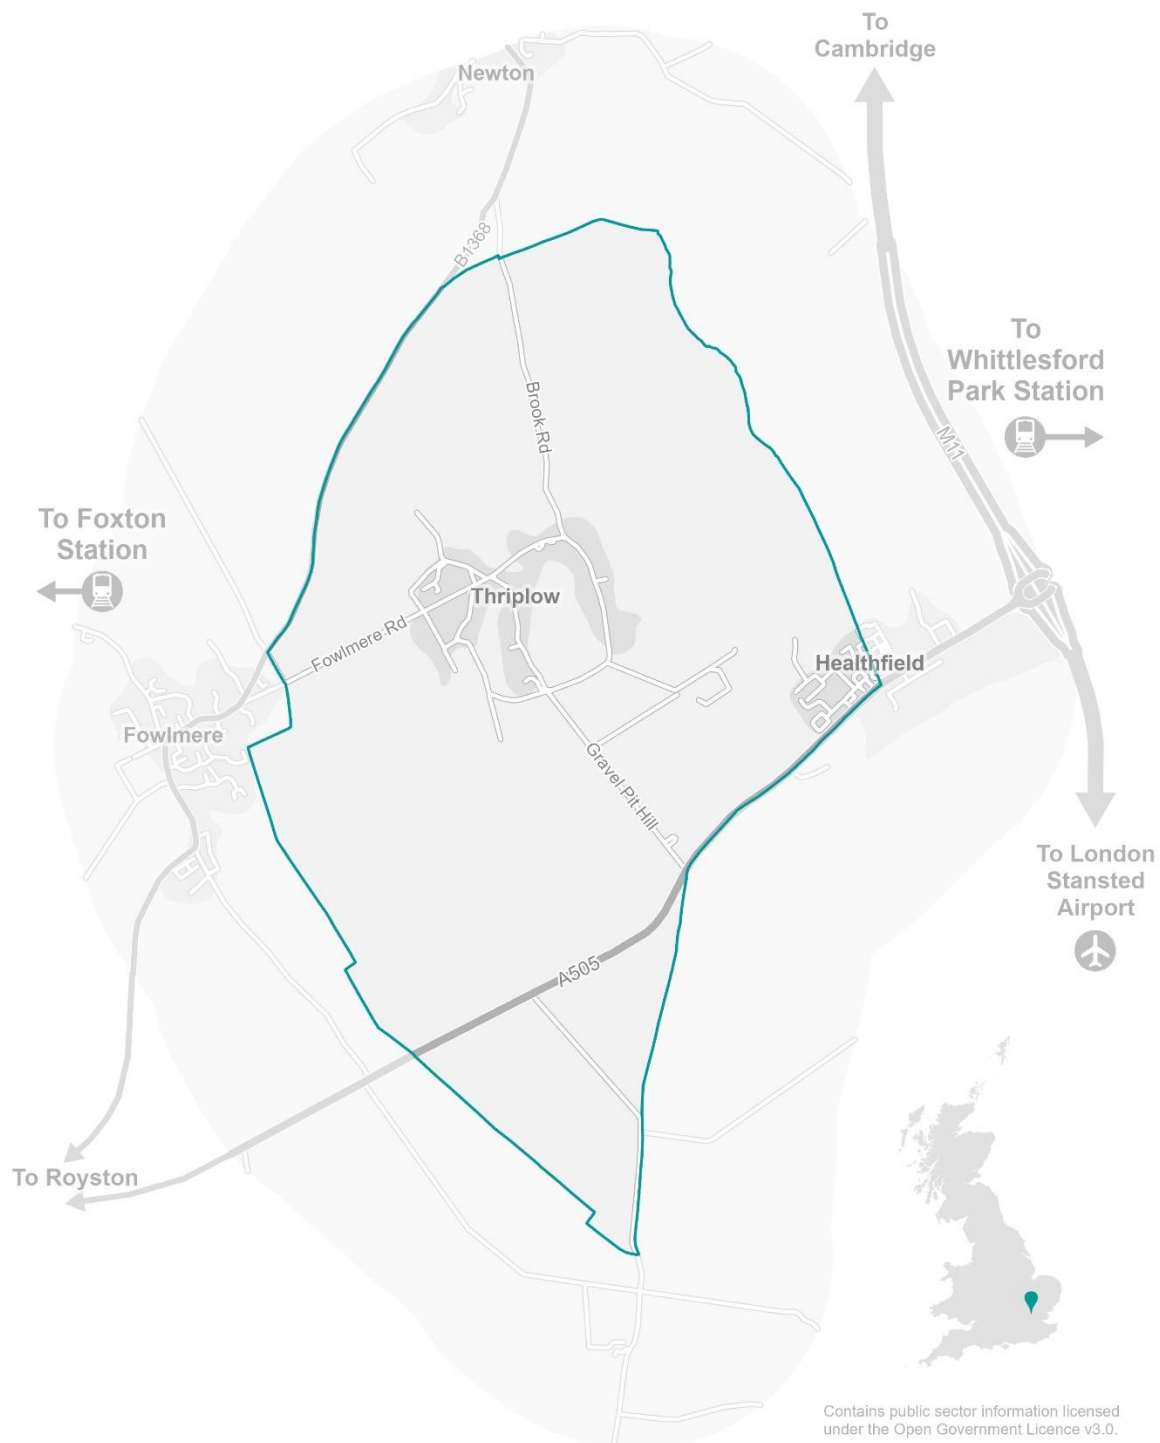 To
Cambridge
Newton
B1368
To
Whittlesford
Park Station
Brook Rd
M11
To Foxton
Station
Thriplow
Fowlmere Rd
Healthfield
Fowlmere
Gravel Pit Hill
To London
Stansted
Airport
A505
To Royston
Contains public sector information licensed
under the Open Government Licence v3.0.